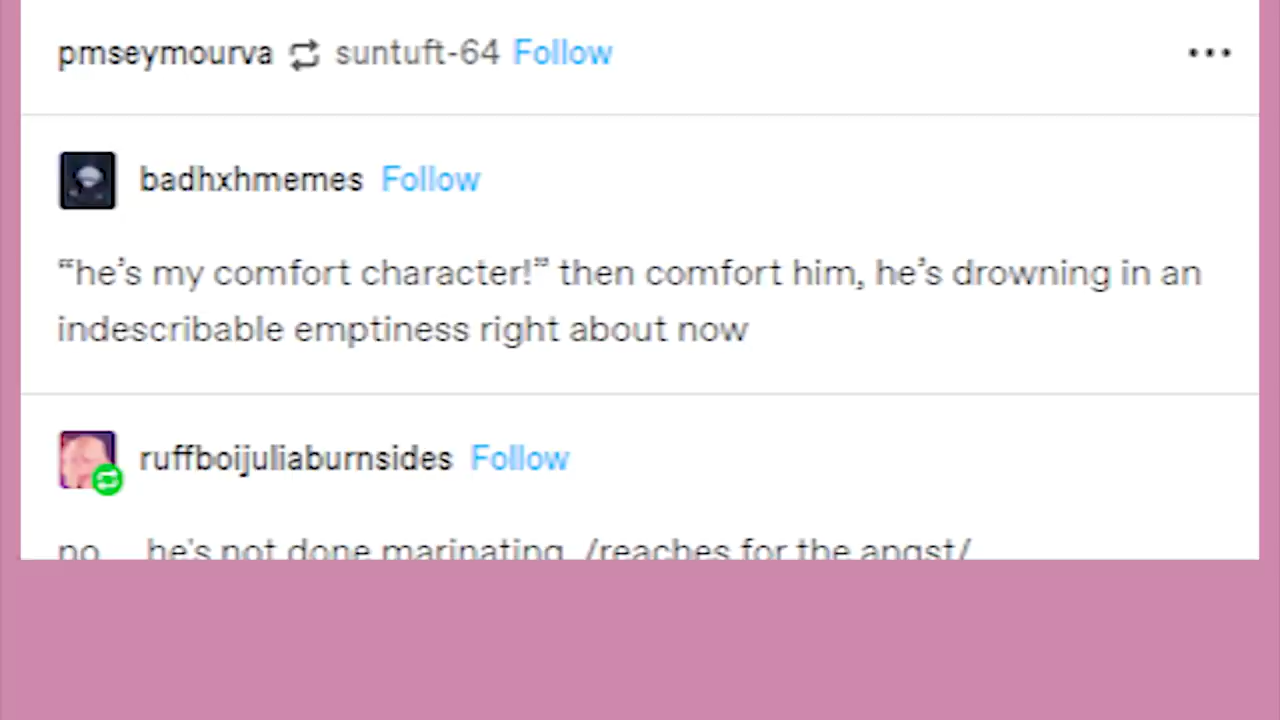 pmseymourva suntuft-64 Follow
badhxhmemes Follow
“he’s my comfort character!” then comfort him, he’s drowning in an
indescribable emptiness right about now
ruffboijuliaburnsides Follow
no he's not done marinating /reaches for the angst/